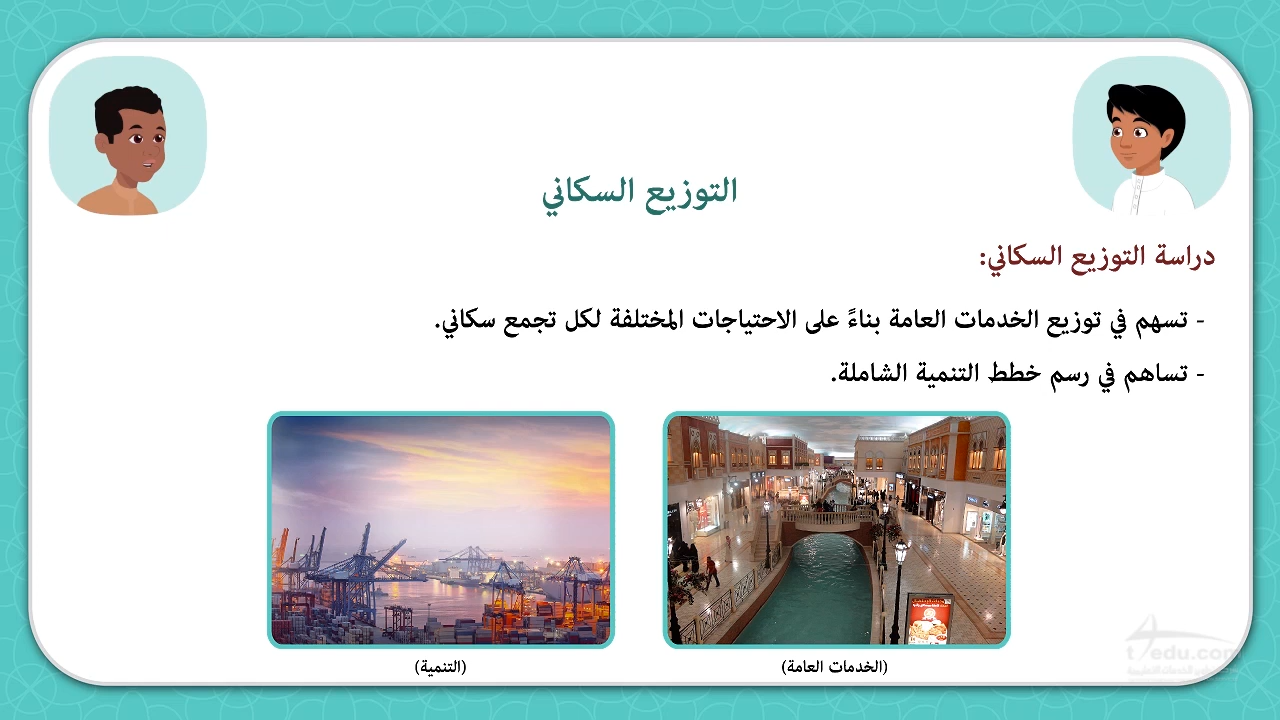 التوزيع السكاني
دراسة التوزيع السكاني:
- تسهم في توزيع الخدمات العامة بناءً على الاحتياجات المختلفة لكل تجمع سكاني.
- تساهم في رسم خطط التنمية الشاملة.
(الخدمات العامة)
(التنمية)